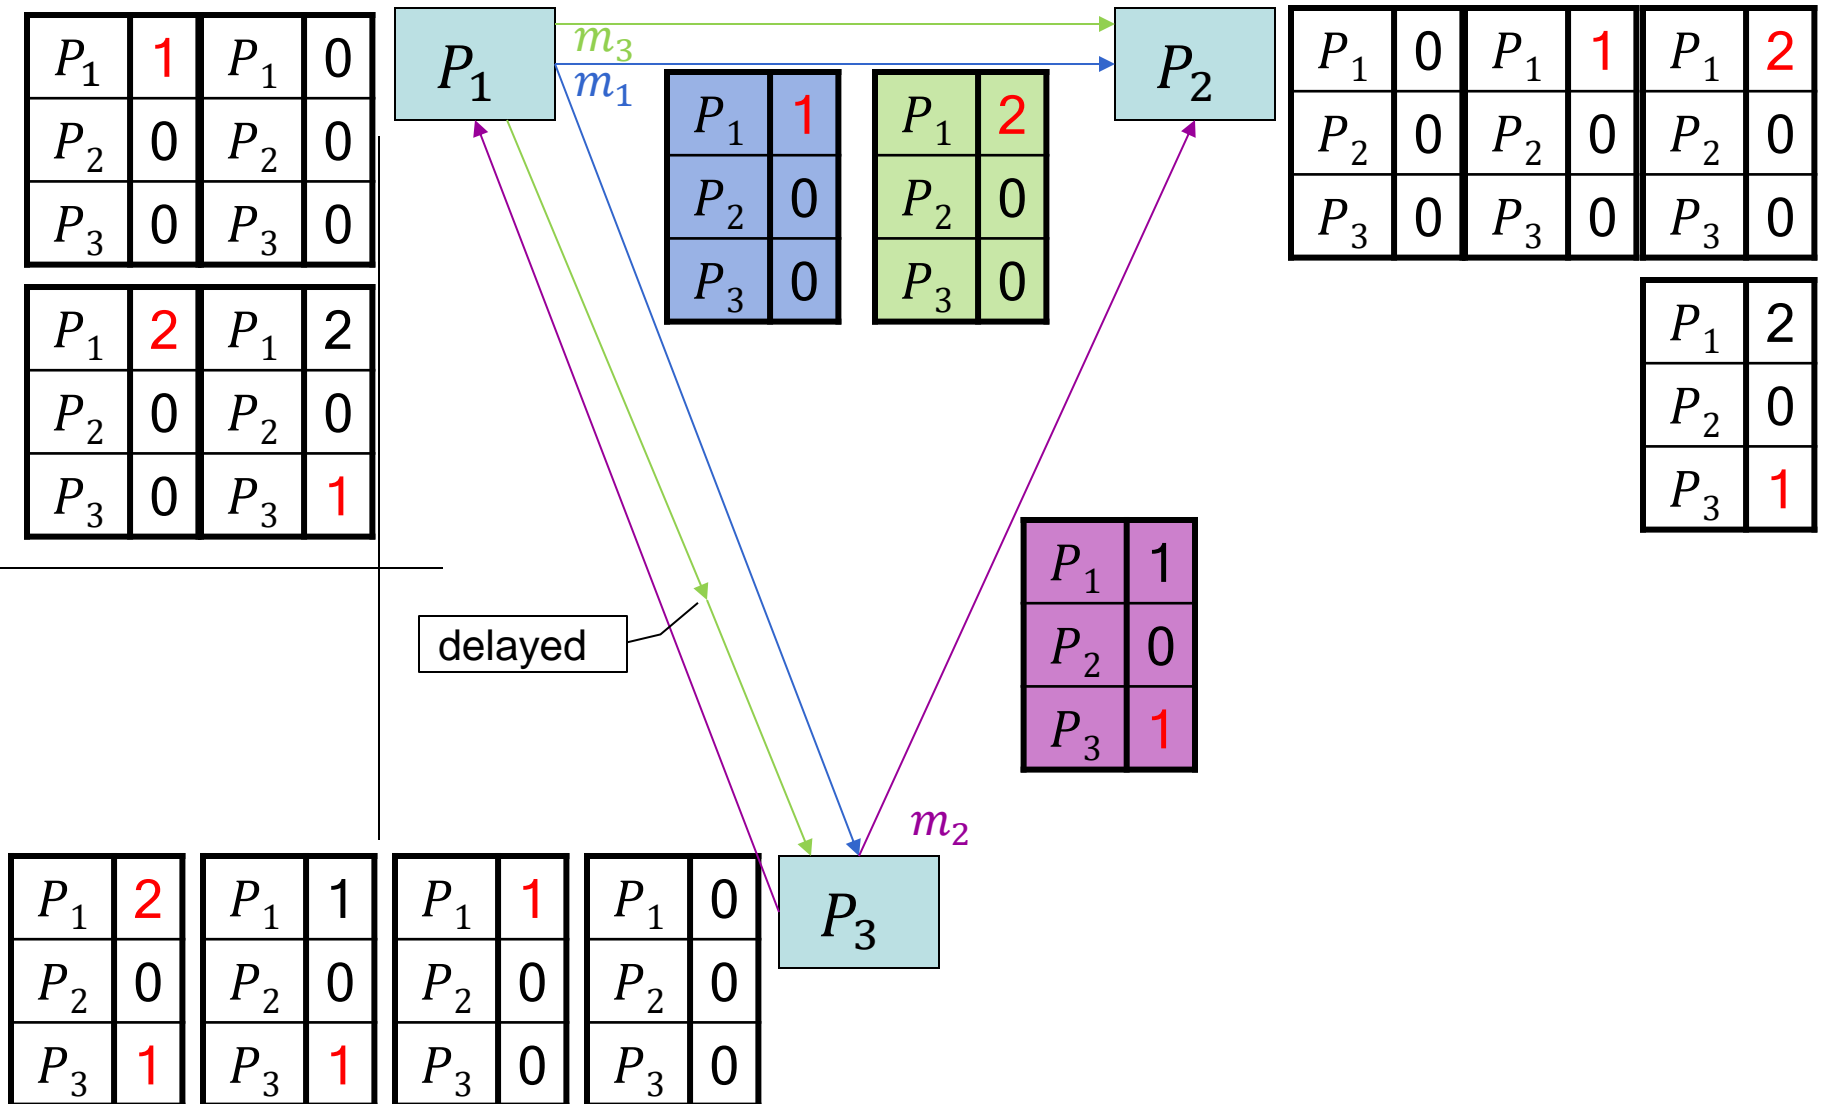 P1 1 P1 0
P2 0 P2 0
P3 0 P3 0
P1 2 P1 2
P2 0 P2 0
P3 0 P3 1
P1
m3
m1
P2
P1 1
P2 0
P3 0
P1 2
P2 0
P3 0
P1 0 P1 1 P1 2
P2 0 P2 0 P2 0
P3 0 P3 0 P3 0
P1 2
P2 0
P3 1
P1 1
P2 0
P3 1
delayed
m2
P3
P1 2 P1 1 P1 1 P1 0
P2 0 P2 0 P2 0 P2 0
P3 1 P3 1 P3 0 P3 0